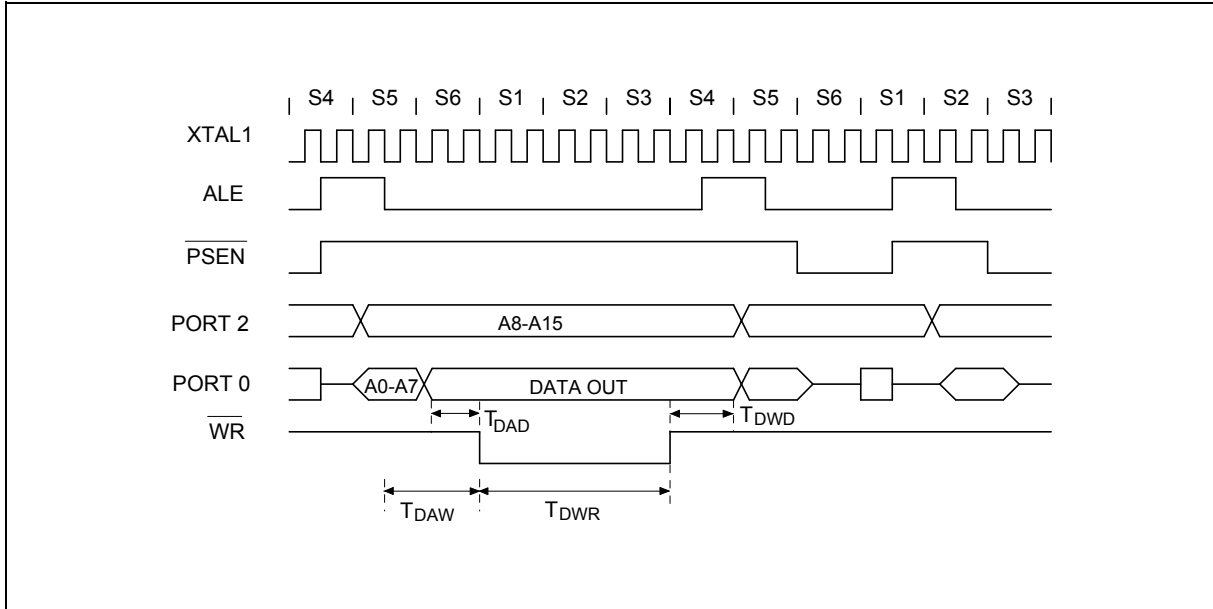 S4 S5 S6 S1 S2 S3 S4 S5 S6 S1 S2 S3
XTAL1
ALE
PSEN
PORT 2 A8-A15
PORT 0 A0-A7 DATA OUT
WR TDAD TDWD
TDAW TDWR